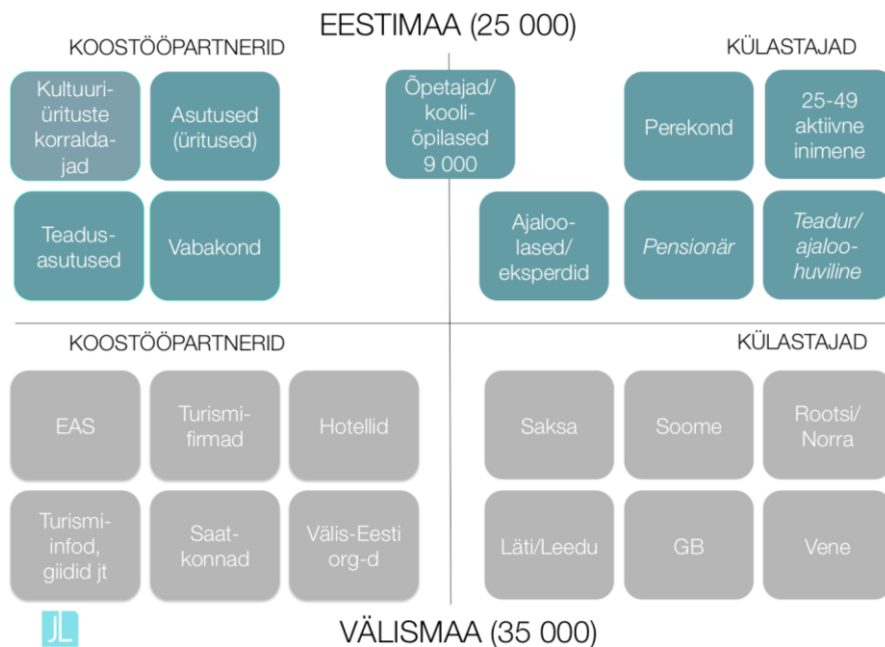 EESTIMAA (25 000)
KOOSTÖÖPARTNERID
KÜLASTAJAD
Kultuuri-
ürituste
korralda-
jad
Asutused
(üritused)
Õpetajad/
kooli-
õpilased
9 000
Perekond
25-49
aktiivne
inimene
Teadus-
asutused
Vabakond
Ajaloo-
lased/
eksperdid
Pensionär
Teadur/
ajaloo-
huviline
KOOSTÖÖPARTNERID
KÜLASTAJAD
EAS
Turismi-
firmad
Hotellid
Saksa
Soome
Rootsi/
Norra
Turismi-
infod,
giidid jt
Saat-
konnad
Välis-Eesti
org-d
Läti/Leedu
GB
Vene
JL
VÄLISMAA (35 000)